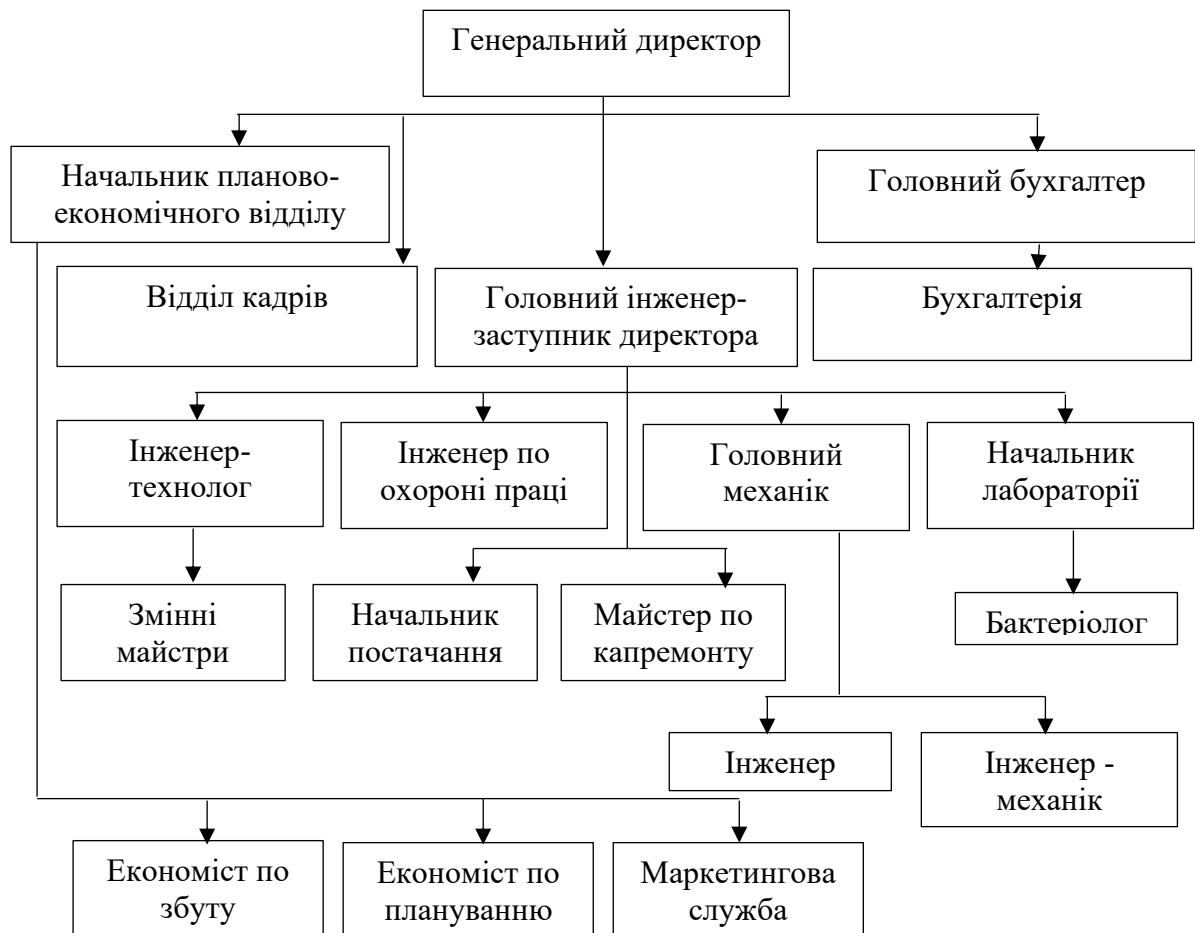 Генеральний директор
Начальник планово-
економічного відділу
Головний бухгалтер
Відділ кадрів
Головний інженер-
заступник директора
Бухгалтерія
Інженер-
технолог
Інженер по
охороні праці
Головний
механік
Начальник
лабораторії
Змінні
майстри
Начальник
постачання
Майстер по
капремонту
Бактеріолог
Інженер
Інженер -
механік
Економіст по
збуту
Економіст по
плануванню
Маркетингова
служба